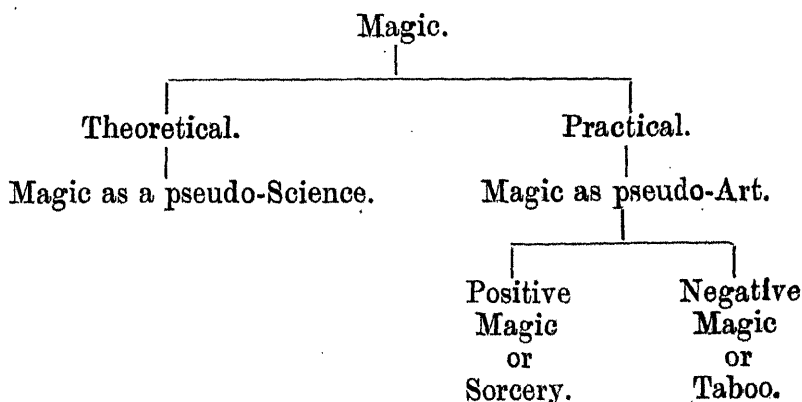 Magic.
Theoretical.
Practical.
Magic as a pseudo-Science.
Magic as pseudo-Art.
Positive
Magic
or
Sorcery.
Negative
Magic
or
Taboo.